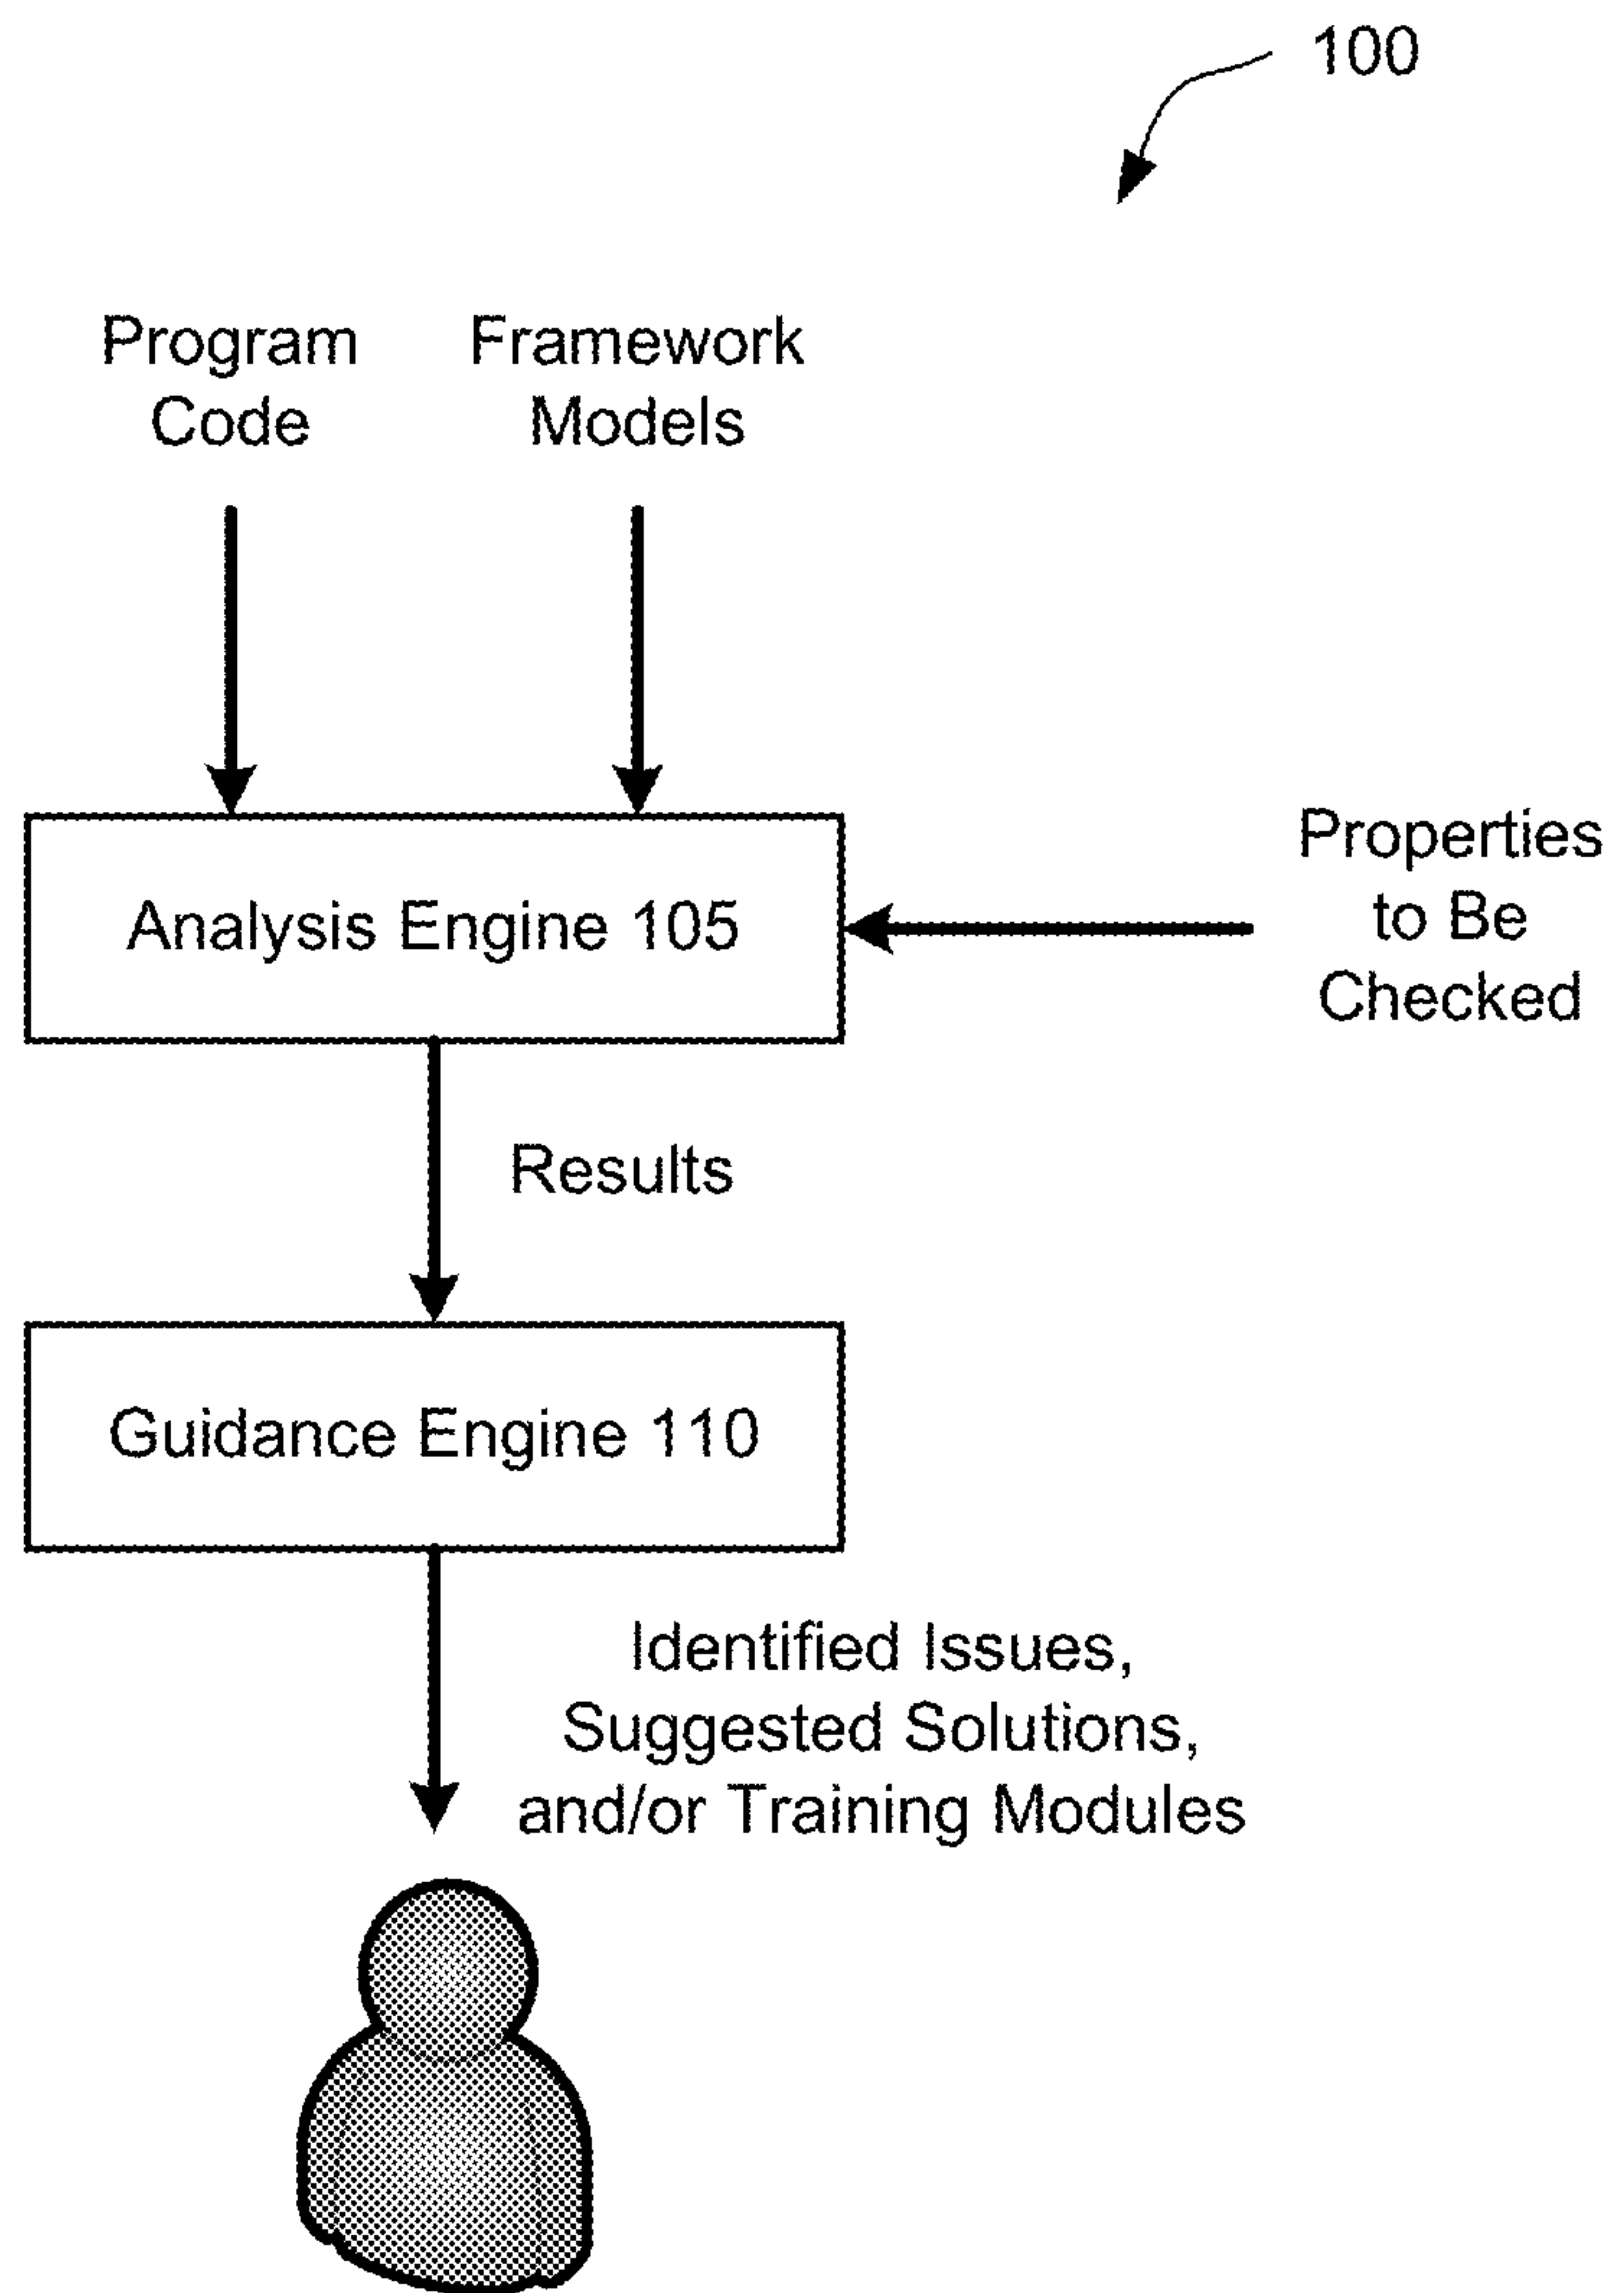 100
Program
Code
Framework
Models
Analysis Engine 105
Properties
to Be
Checked
Results
Guidance Engine 110
Identified Issues,
Suggested Solutions,
and/or Training Modules